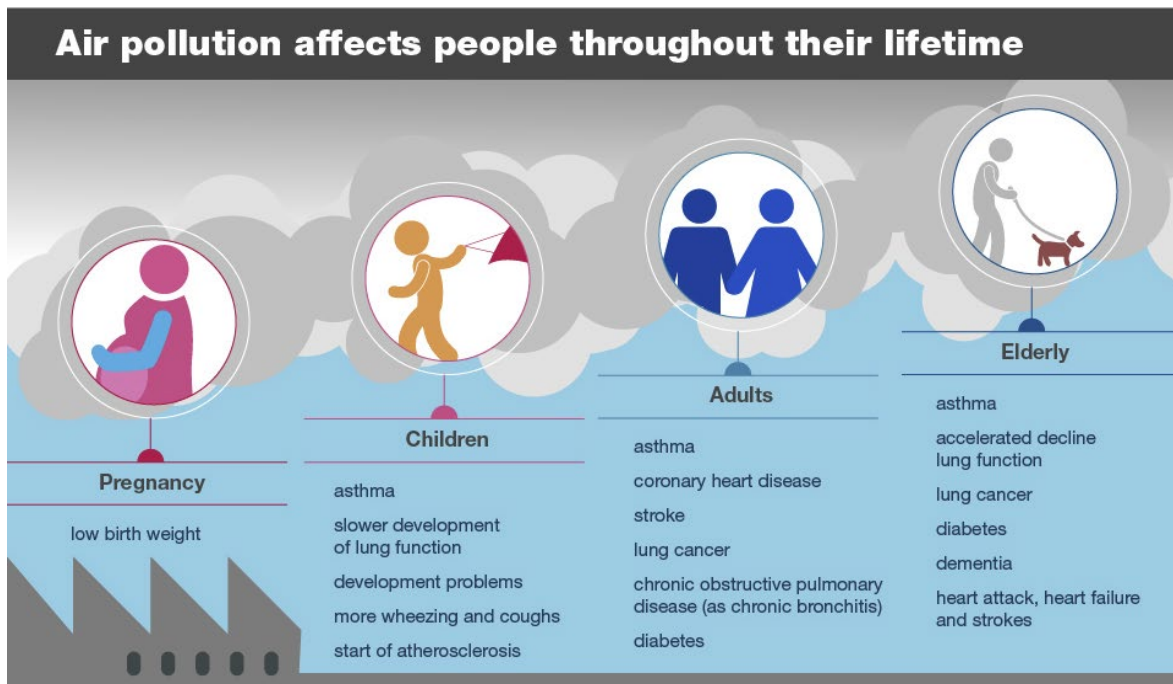 Air pollution affects people throughout their lifetime
Pregnancy
low birth weight
Children
asthma
slower development
of lung function
development problems
more wheezing and coughs
start of atherosclerosis
Adults
asthma
coronary heart disease
stroke
lung cancer
chronic obstructive pulmonary
disease (as chronic bronchitis)
diabetes
Elderly
asthma
accelerated decline
lung function
lung cancer
diabetes
dementia
heart attack, heart failure
and strokes